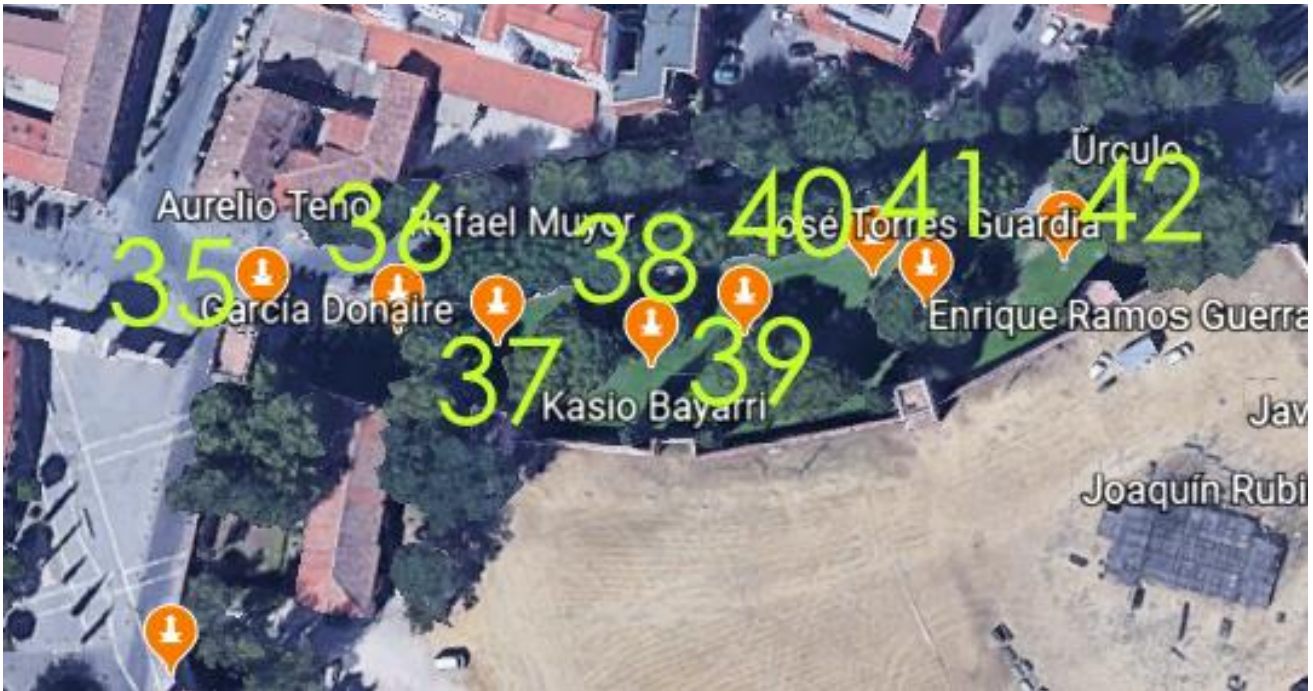 Úrculo
Aurelio Teno
Rafael Muyor
José Torres Guardia
35
36
37
38
39
40
41
42
García Donaire
Enrique Ramos Guerra
Kasio Bayarri
Jav
Joaquín Rubi